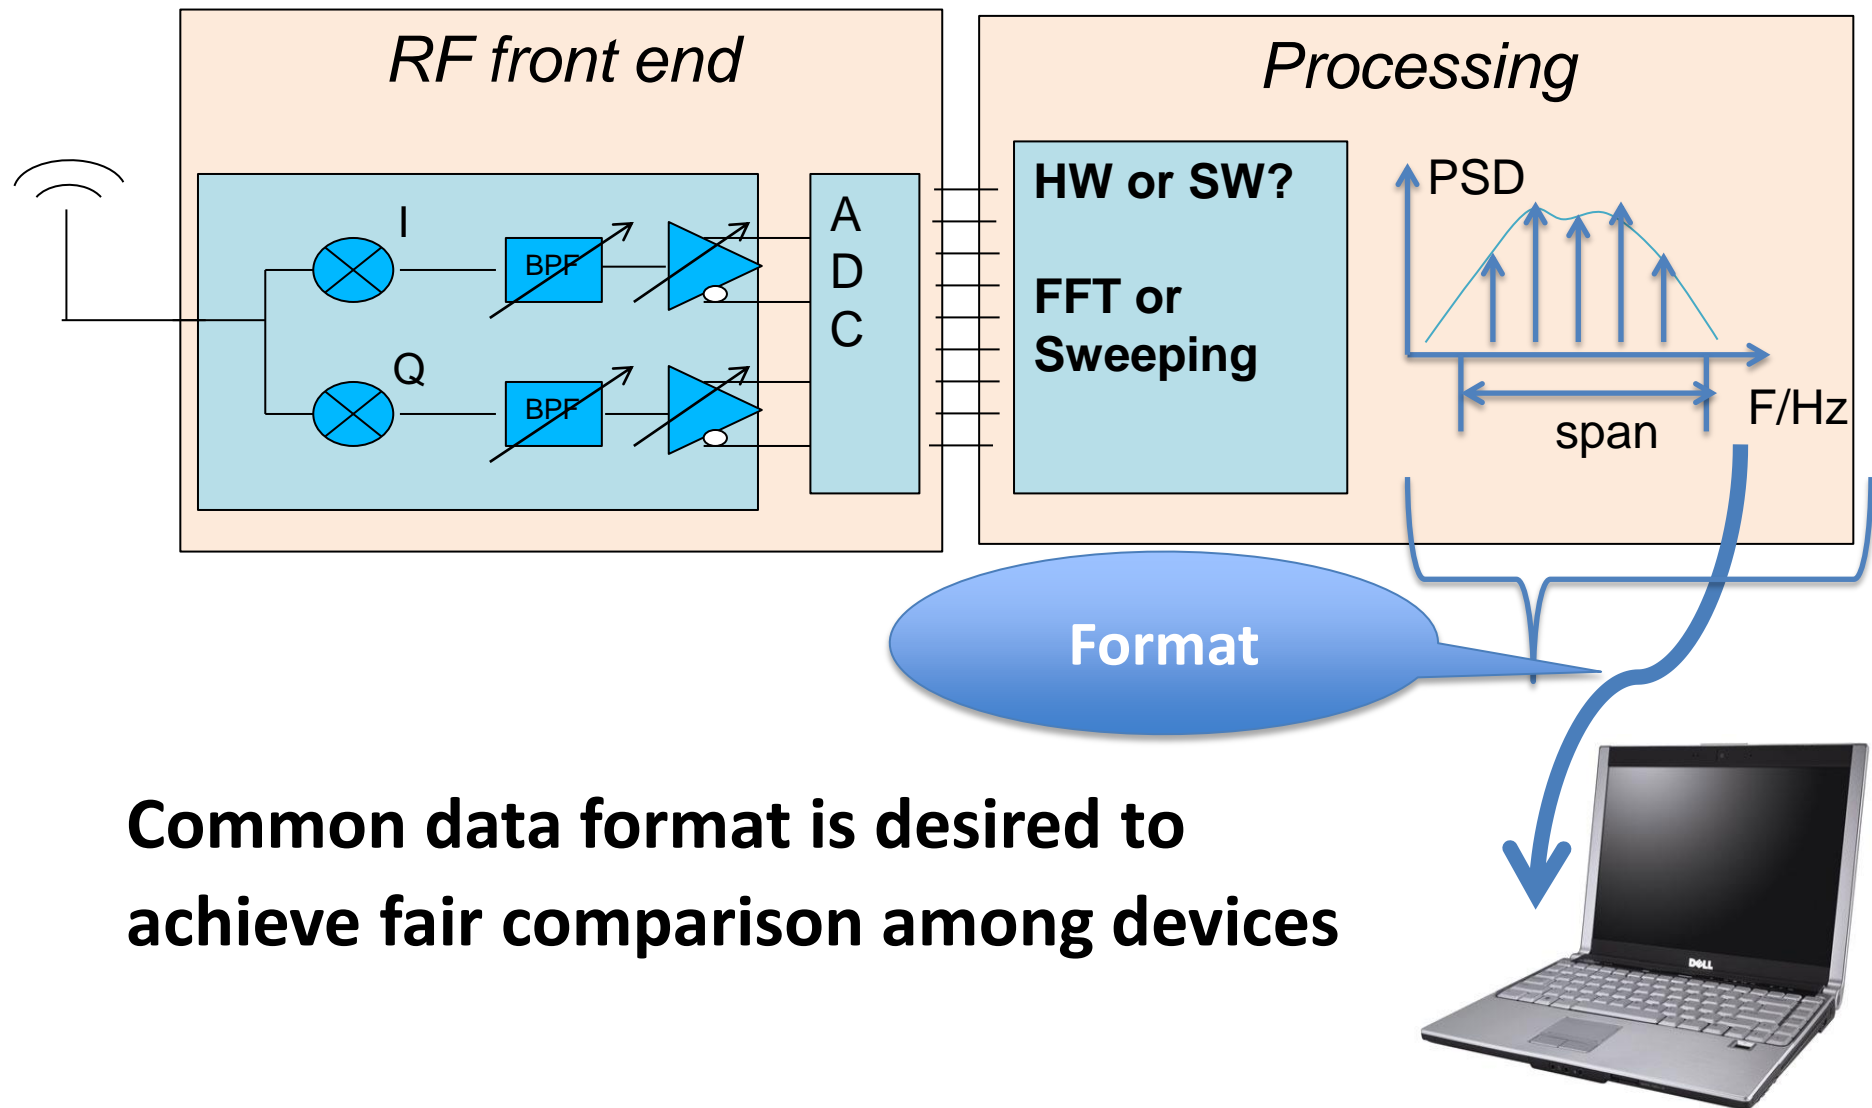 RF front end
I
BPF
Q
BPF
A
D
C
Processing
HW or SW?
FFT or
Sweeping
PSD
F/Hz
span
Format
Common data format is desired to
achieve fair comparison among devices
DELL